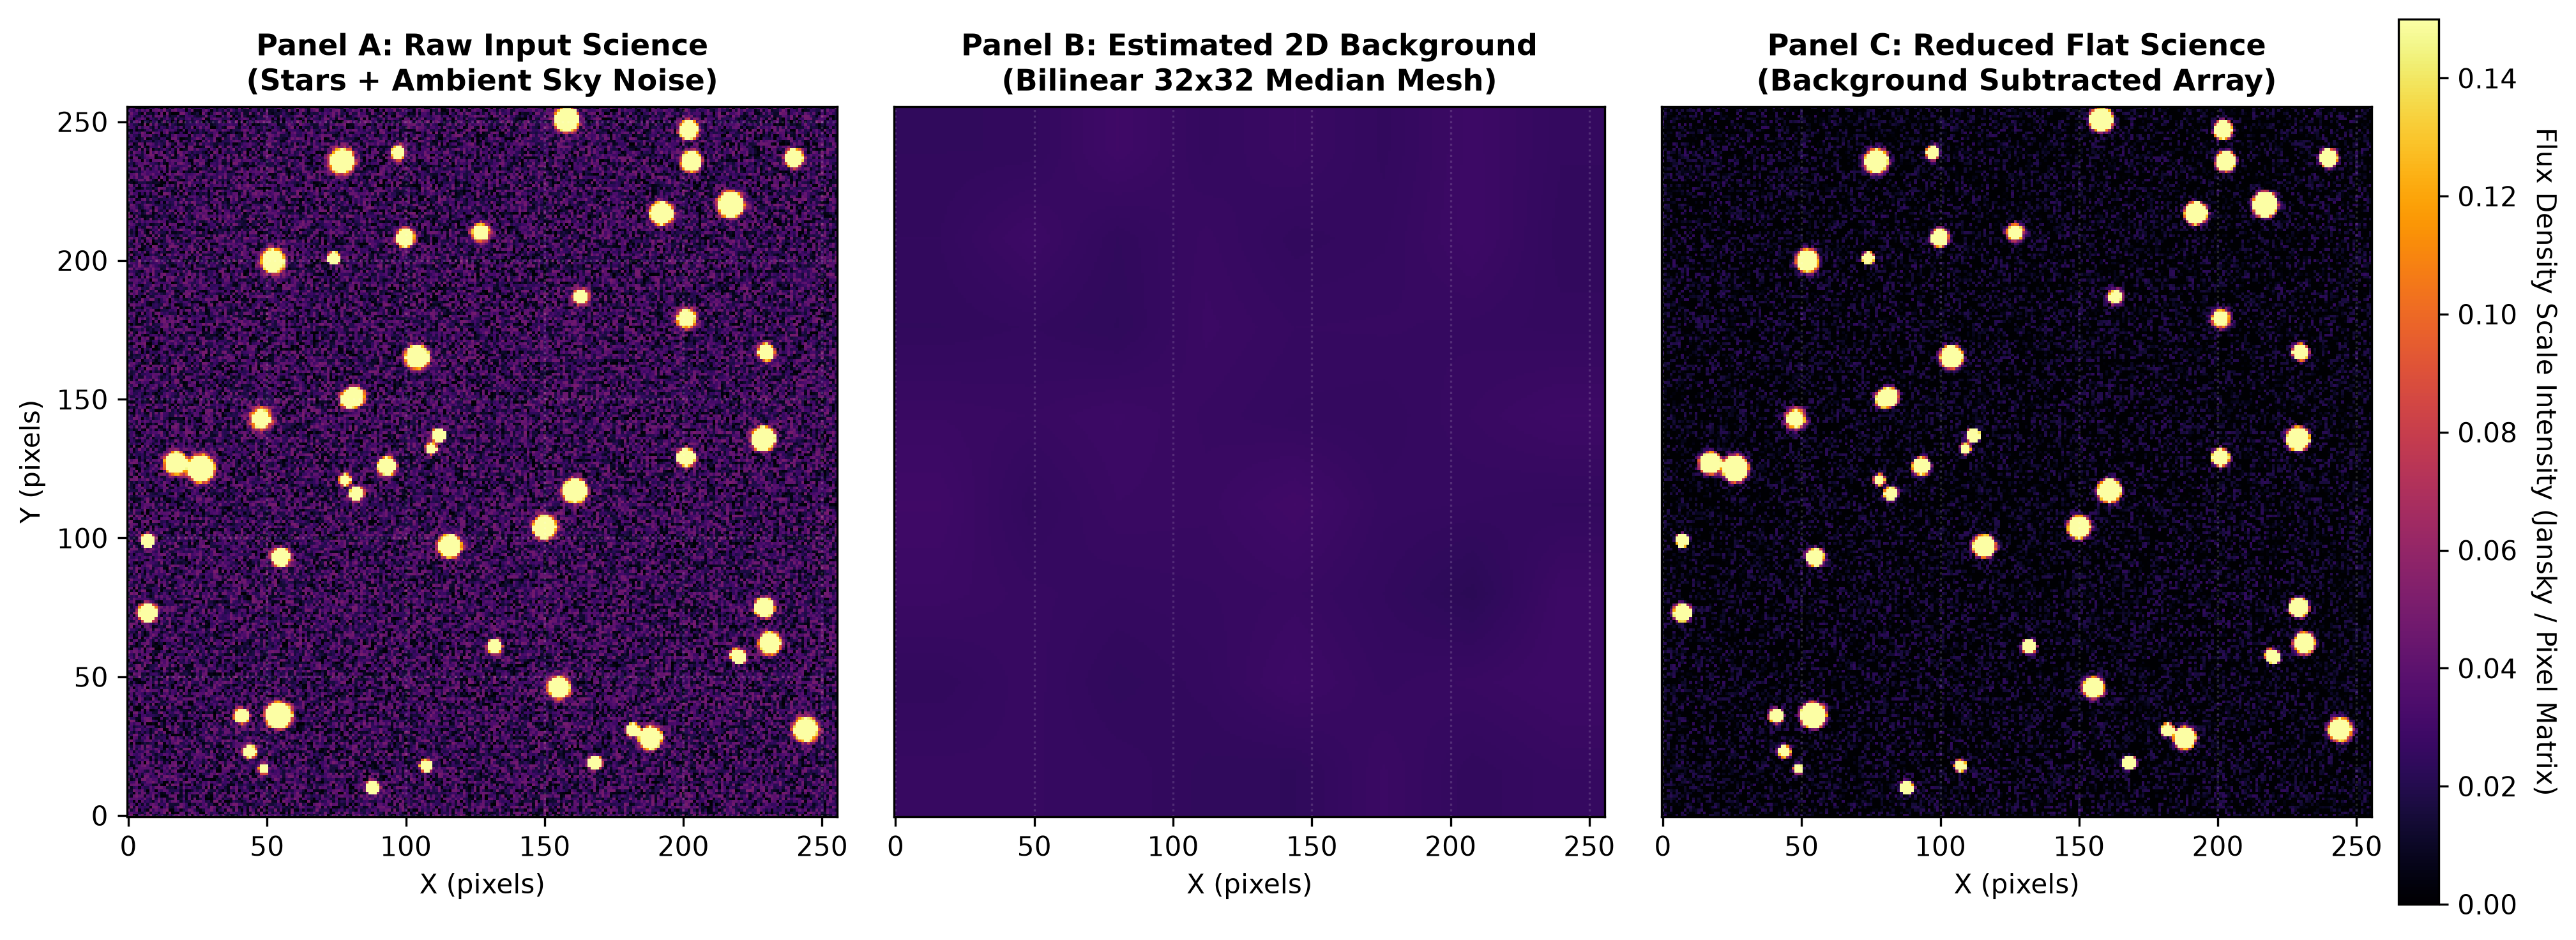 Panel A: Raw Input Science
(Stars + Ambient Sky Noise)
Panel B: Estimated 2D Background
(Bilinear 32x32 Median Mesh)
Panel C: Reduced Flat Science
(Background Subtracted Array)
250
200
150
100
50
0
Y (pixels)
0 50 100 150 200 250
X (pixels)
0 50 100 150 200 250
X (pixels)
0 50 100 150 200 250
X (pixels)
0.14
0.12
0.10
0.08
0.06
0.04
0.02
0.00
Flux Density Scale Intensity (Jansky / Pixel Matrix)